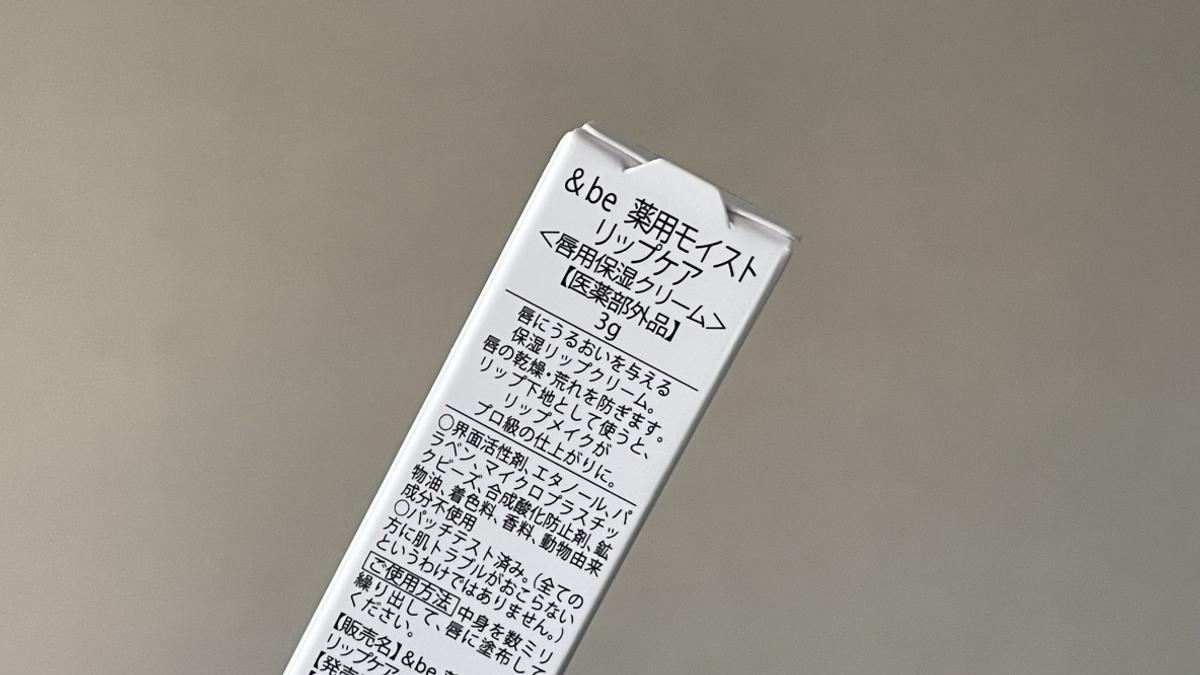 &be 薬用モイスト
リップケア
<唇用保湿クリーム>
【医薬部外品】
3g
唇にうるおいを与える
保湿リップクリーム。
唇の乾燥・荒れを防ぎます。
リップ下地として使うと、
リップメイクが
プロ級の仕上がりに。
○界面活性剤、エタノール、パ
ラベン、マイクロプラスチッ
クビーズ、合成酸化防止剤、鉱
物油、着色料、香料、動物由来
成分不使用
○パッチテスト済み。(全ての
方に肌トラブルがおこらない
というわけではありません。)
ご使用方法 中身を数ミリ
繰り出して、唇に塗布して
ください。
【販売名】&be
リップケア
【発売